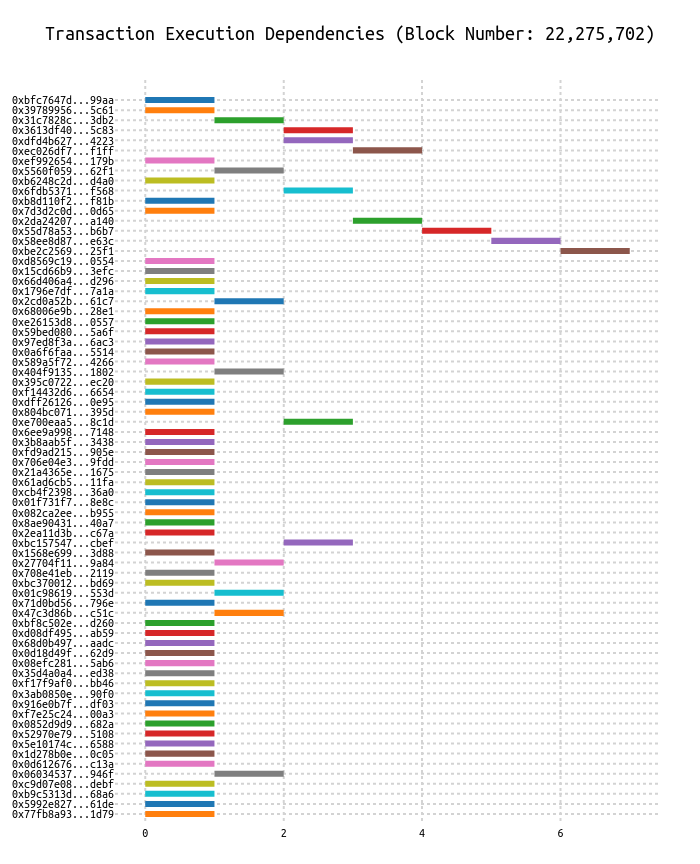 Transaction Execution Dependencies (Block Number: 22,275,702)
0xbfc7647d...99aa
0x39789956...5c61
0x31c7828c...3db2
0x3613df40...5c83
0xdfd4b627...4223
0xec026df7...f1ff
0xef992654...179b
0x5560f059...62f1
0xb6248c2d...d4a0
0x6fdb5371...f568
0xb8d110f2...f81b
0x7d3d2c0d...0d65
0x2da24207...a140
0x55d78a53...b6b7
0x58ee8d87...e63c
0xbe2c2569...25f1
0xd8569c19...0554
0x15cd66b9...3efc
0x66d406a4...d296
0x1796e7df...7a1a
0x2cd0a52b...61c7
0x68006e9b...28e1
0xe26153d8...0557
0x59bed080...5a6f
0x97ed8f3a...6ac3
0x0a6f6faa...5514
0x589a5f72...4266
0x404f9135...1802
0x395c0722...ec20
0xf14432d6...6654
0xdff26126...0e95
0x804bc071...395d
0xe700eaa5...8c1d
0x6ee9a998...7148
0x3b8aab5f...3438
0xfd9ad215...905e
0x706e04e3...9fdd
0x21a4365e...1675
0x61ad6cb5...11fa
0xcb4f2398...36a0
0x01f731f7...8e8c
0x082ca2ee...b955
0x8ae90431...40a7
0x2ea11d3b...c67a
0xbc157547...cbef
0x1568e699...3d88
0x27704f11...9a84
0x708e41eb...2119
0xbc370012...bd69
0x01c98619...553d
0x71d0bd56...796e
0x47c3d86b...c51c
0xbf8c502e...d260
0xd08df495...ab59
0x68d0b497...aadc
0x0d18d49f...62d9
0x08efc281...5ab6
0x35d4a0a4...ed38
0xf17f9af0...bb46
0x3ab0850e...90f0
0x916e0b7f...df03
0xf7e25c24...00a3
0x0852d9d9...682a
0x52970e79...5108
0x5e10174c...6588
0x1d278b0e...0c05
0x0d612676...c13a
0x06034537...946f
0xc9d07e08...debf
0xb9c5313d...68a6
0x5992e827...61de
0x77fb8a93...1d79
0 2 4 6